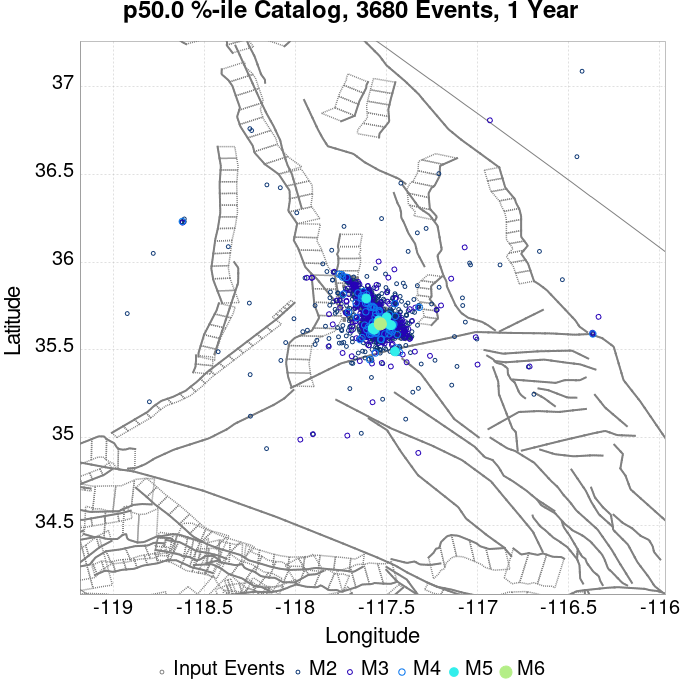 p50.0 %-ile Catalog, 3680 Events, 1 Year
37
36.5
36
35.5
35
34.5
Latitude
-119 -118.5 -118 -117.5 -117 -116.5 -116
Longitude
Input Events M2 M3 M4 M5 M6